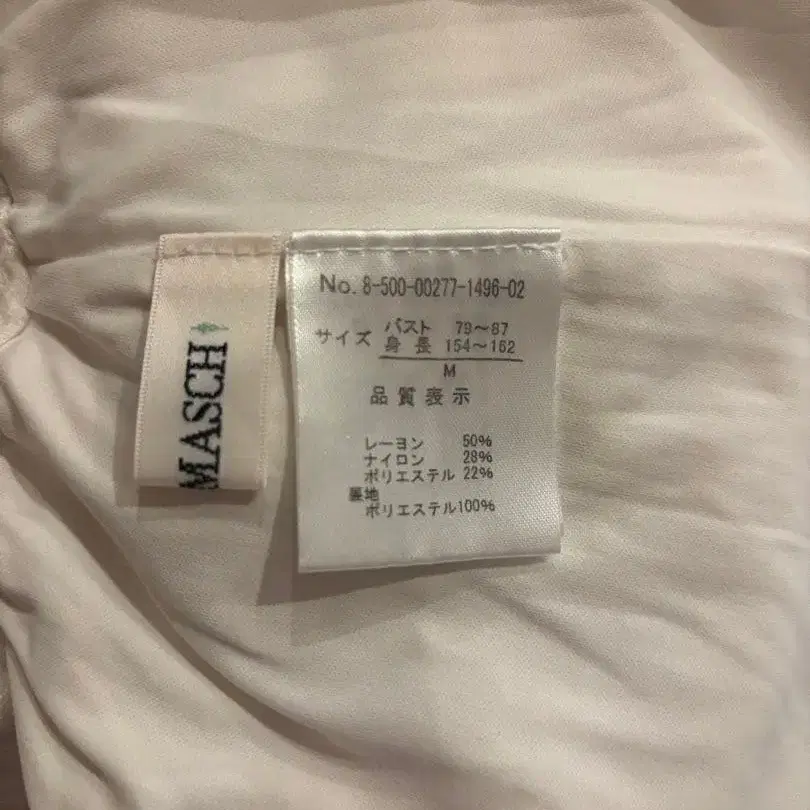 MASCH
No. 8-500-00277-1496-02
サイズ バスト 79～87
身長 154～162
M
品質表示
レーヨン 50%
ナイロン 28%
ポリエステル 22%
裏地
ポリエステル100%